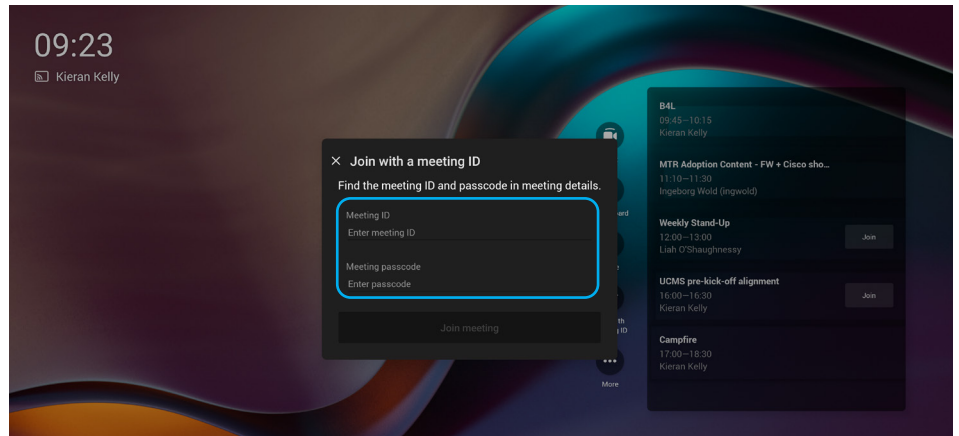 09:23
Kieran Kelly
Join with a meeting ID
Find the meeting ID and passcode in meeting details.
Meeting ID
Enter meeting ID
Meeting passcode
Enter passcode
Join meeting
ard
e
th
ID
More
B4L
09:45—10:15
Kieran Kelly
MTR Adoption Content - FW + Cisco sho...
11:10—11:30
Ingeborg Wold (ingwold)
Weekly Stand-Up
12:00—13:00
Join
Liah O'Shaughnessy
UCMS pre-kick-off alignment
16:00—16:30
Join
Kieran Kelly
Campfire
17:00—18:30
Kieran Kelly